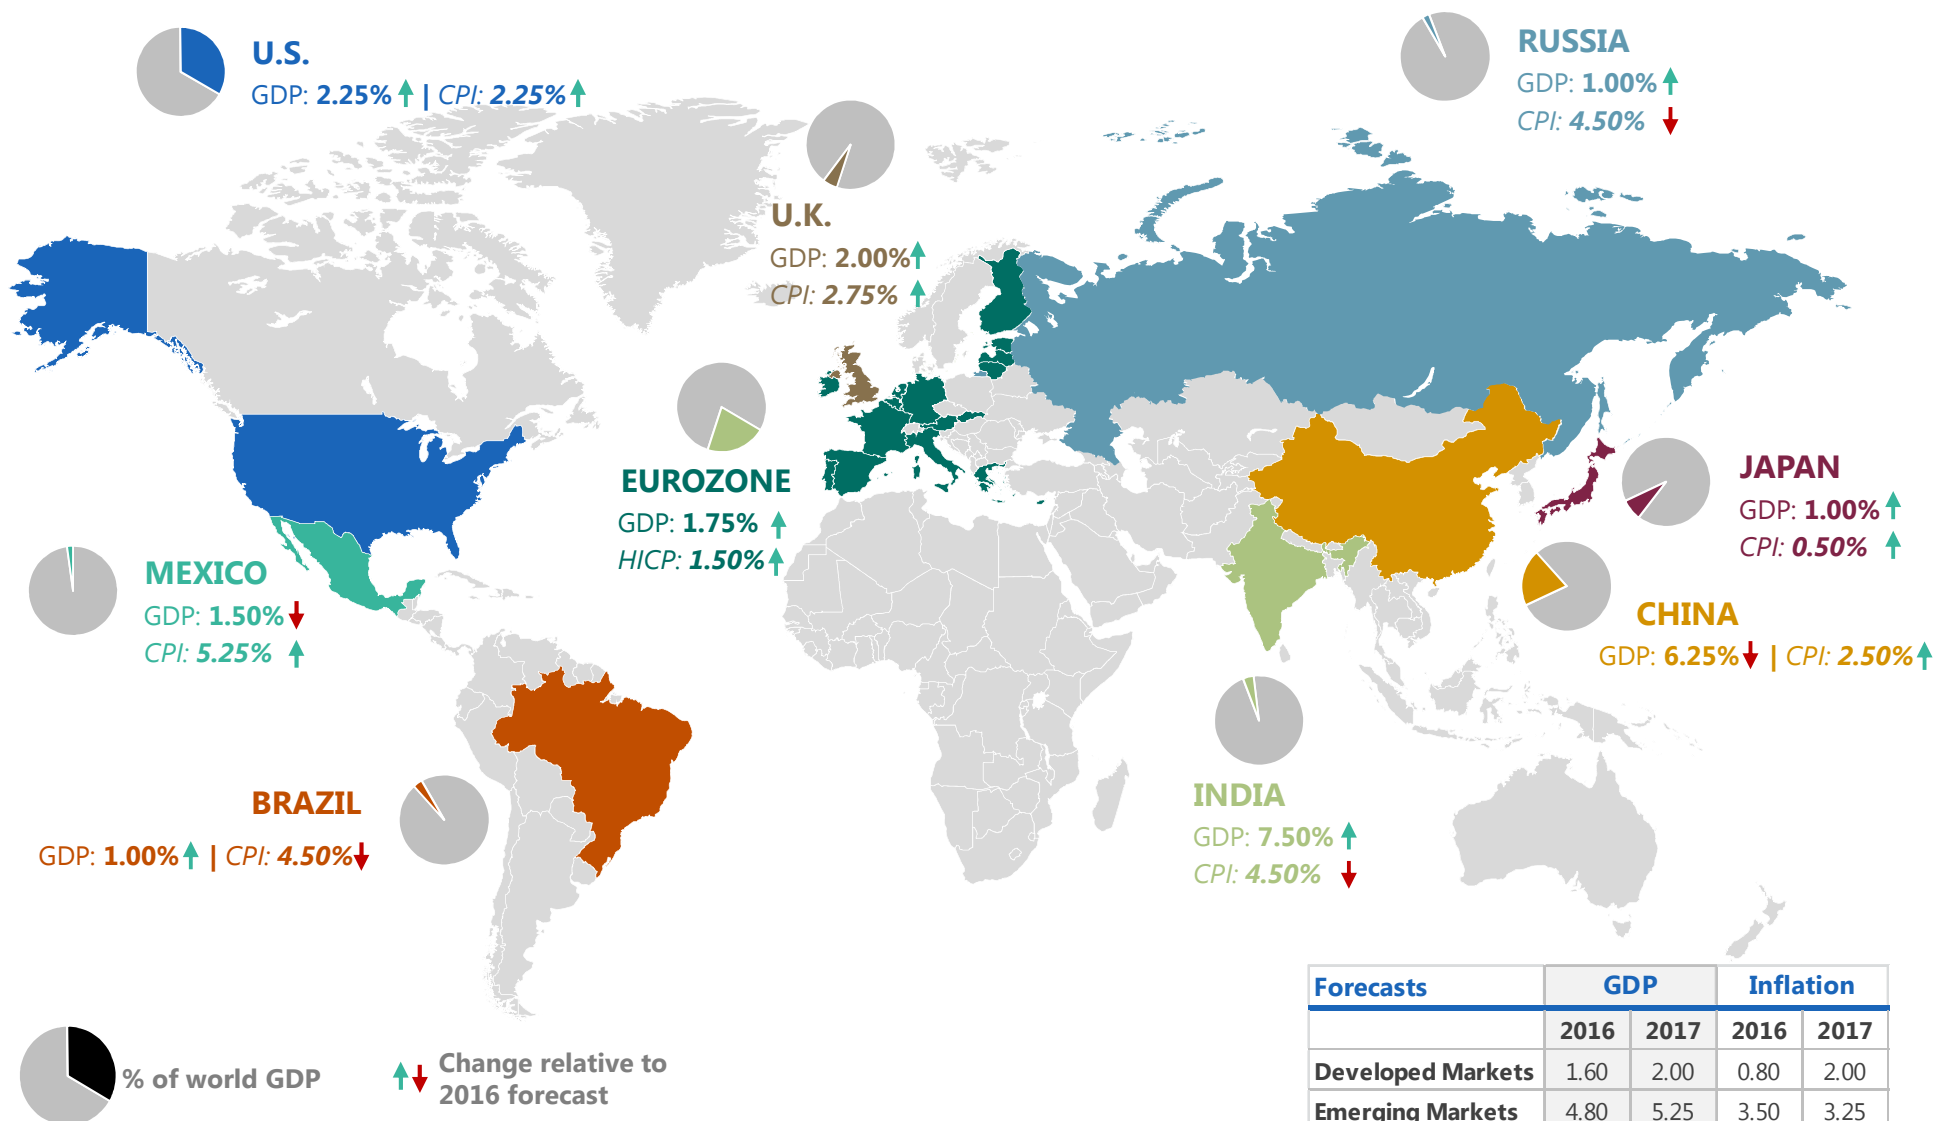 U.S.
GDP: 2.25% | CPI: 2.25%
RUSSIA
GDP: 1.00%
CPI: 4.50%
U.K.
GDP: 2.00%
CPI: 2.75%
EUROZONE
GDP: 1.75%
HICP: 1.50%
JAPAN
GDP: 1.00%
CPI: 0.50%
MEXICO
GDP: 1.50%
CPI: 5.25%
CHINA
GDP: 6.25% | CPI: 2.50%
BRAZIL
GDP: 1.00% | CPI: 4.50%
INDIA
GDP: 7.50%
CPI: 4.50%
% of world GDP
Change relative to
2016 forecast
Forecasts GDP Inflation
2016 2017 2016 2017
Developed Markets 1.60 2.00 0.80 2.00
Emerging Markets 4.80 5.25 3.50 3.25